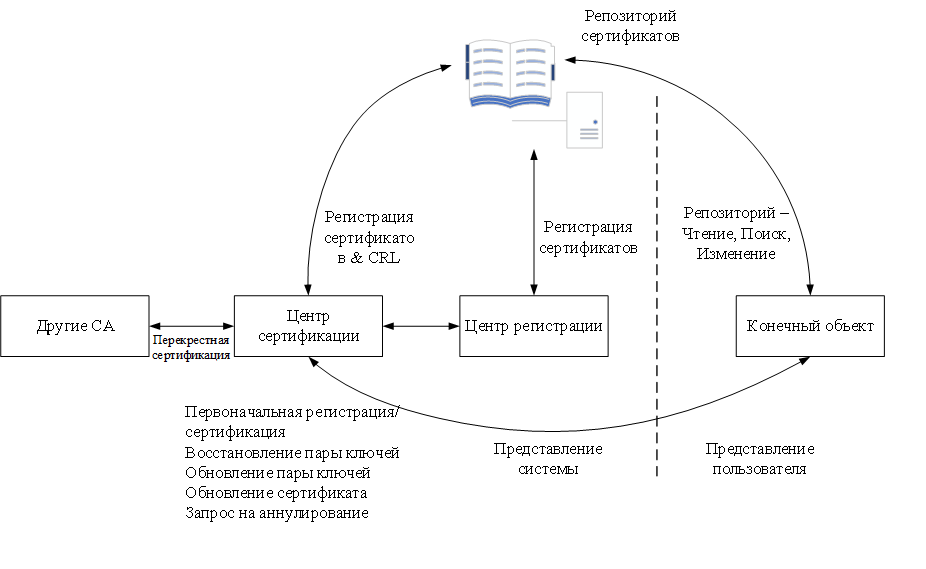 Репозиторий
сертификатов
Регистрация
сертификато
в & CRL
Регистрация
сертификатов
Репозиторий –
Чтение, Поиск,
Изменение
Другие CA
Перекрестная
сертификация
Центр
сертификации
Центр регистрации
Конечный объект
Первоначальная регистрация/
сертификация
Восстановление пары ключей
Обновление пары ключей
Обновление сертификата
Запрос на аннулирование
Представление
системы
Представление
пользователя